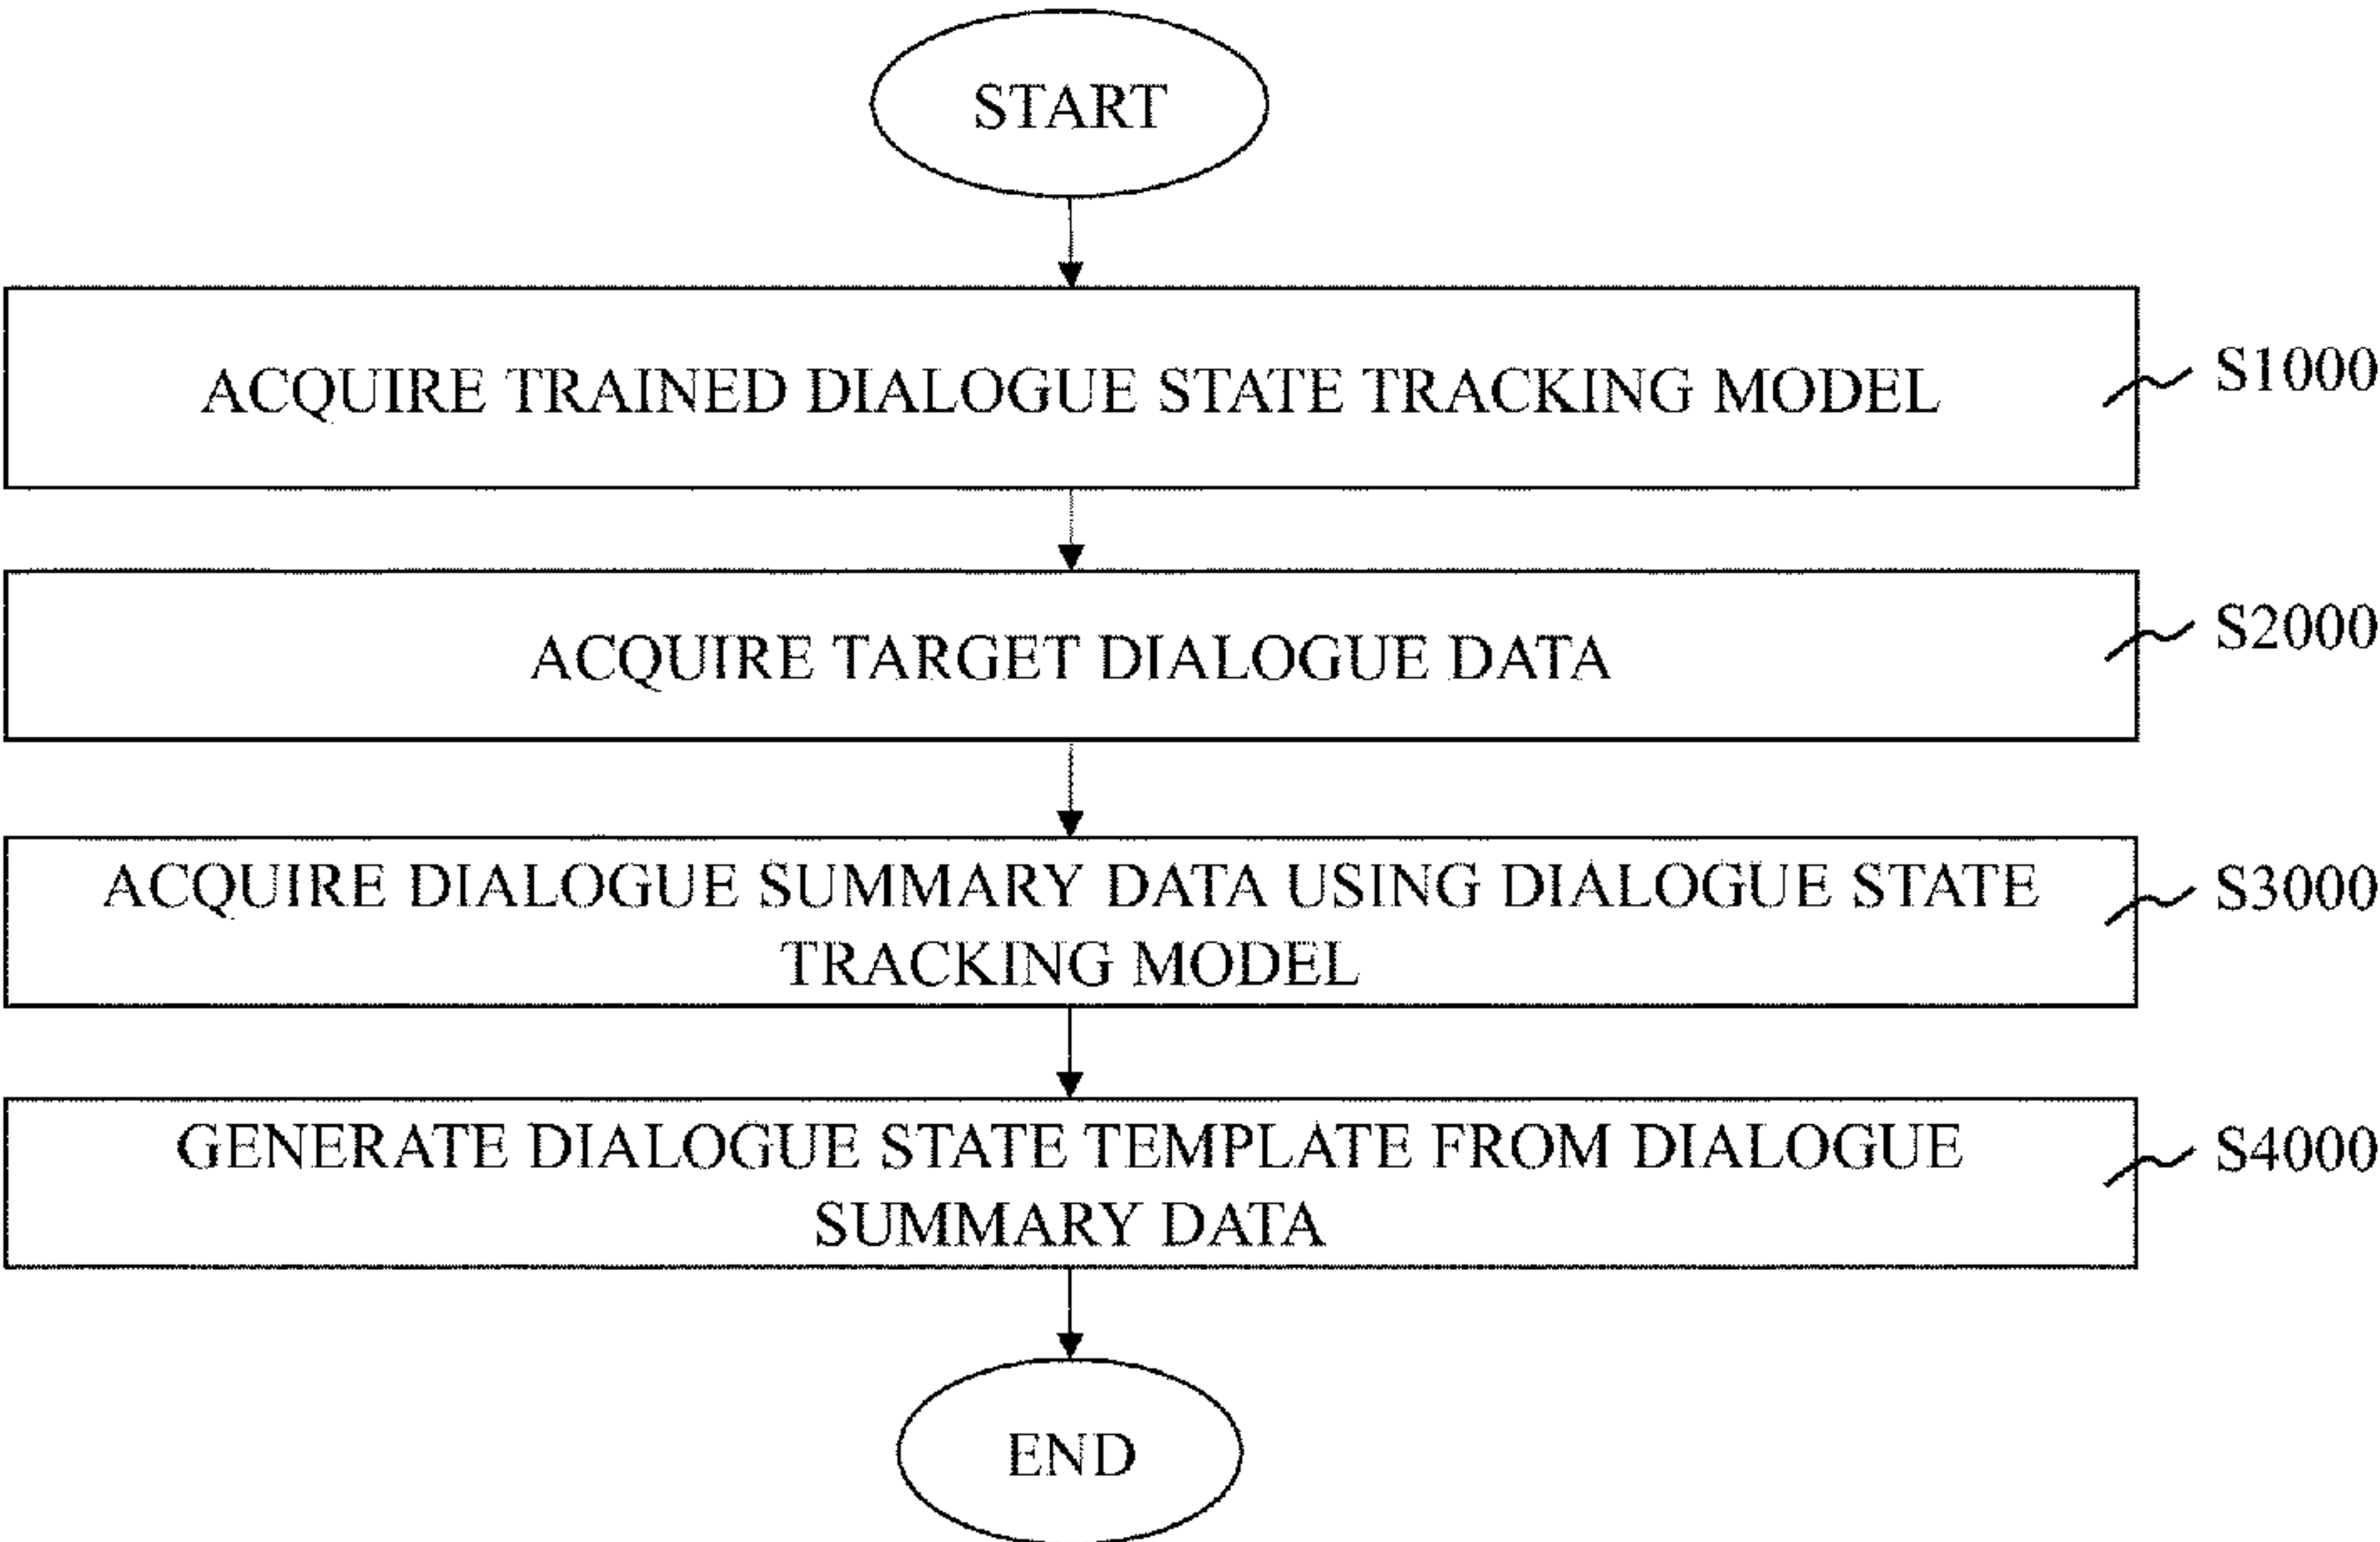 START
ACQUIRE TRAINED DIALOGUE STATE TRACKING MODEL
S1000
ACQUIRE TARGET DIALOGUE DATA
S2000
ACQUIRE DIALOGUE SUMMARY DATA USING DIALOGUE STATE
TRACKING MODEL
S3000
GENERATE DIALOGUE STATE TEMPLATE FROM DIALOGUE
SUMMARY DATA
S4000
END